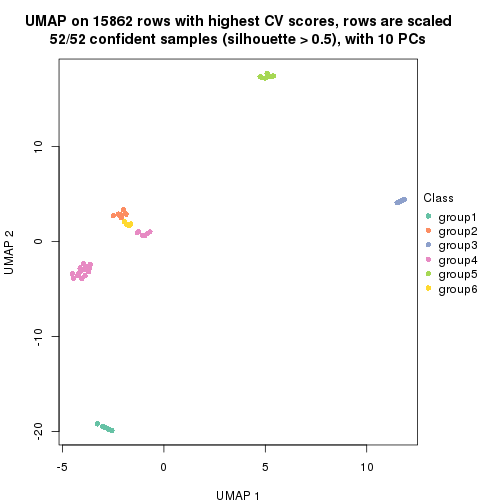 UMAP on 15862 rows with highest CV scores, rows are scaled
52/52 confident samples (silhouette > 0.5), with 10 PCs
10
0
-10
-20
UMAP 2
-5
0
5
10
UMAP 1
Class
group1
group2
group3
group4
group5
group6